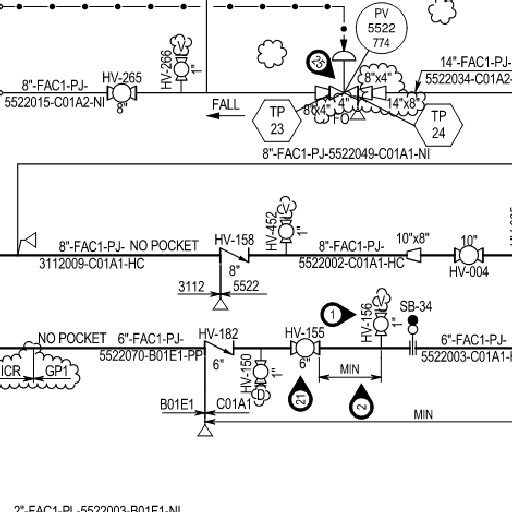 PV
5522
774
V
HV-266
1"
HV-265
8"
8"-FAC1-PJ-
5522015-C01A2-NI
FALL
TP
23
8"x4"
8"x4"
4"
FO
14"x8"
14"-FAC1-PJ-
5522034-C01A2-
TP
24
8"-FAC1-PJ-5522049-C01A1-NI
V
HV-452
1"
8"-FAC1-PJ-
NO POCKET
3112009-C01A1-HC
HV-158
8"
3112
5522
8"-FAC1-PJ-
5522002-C01A1-HC
10"x8"
10"
HV-004
V
HV-156
1"
1
SB-34
NO POCKET
6"-FAC1-PJ-
5522070-B01E1-PP
HV-182
6"
HV-155
6"
HV-150
1"
D
6"-FAC1-PJ-
5522003-C01A1-
MIN
ICIR
GP1
21
2
B01E1
C01A1
MIN
2"-FAC1-PL-5522003-B01E1-NI